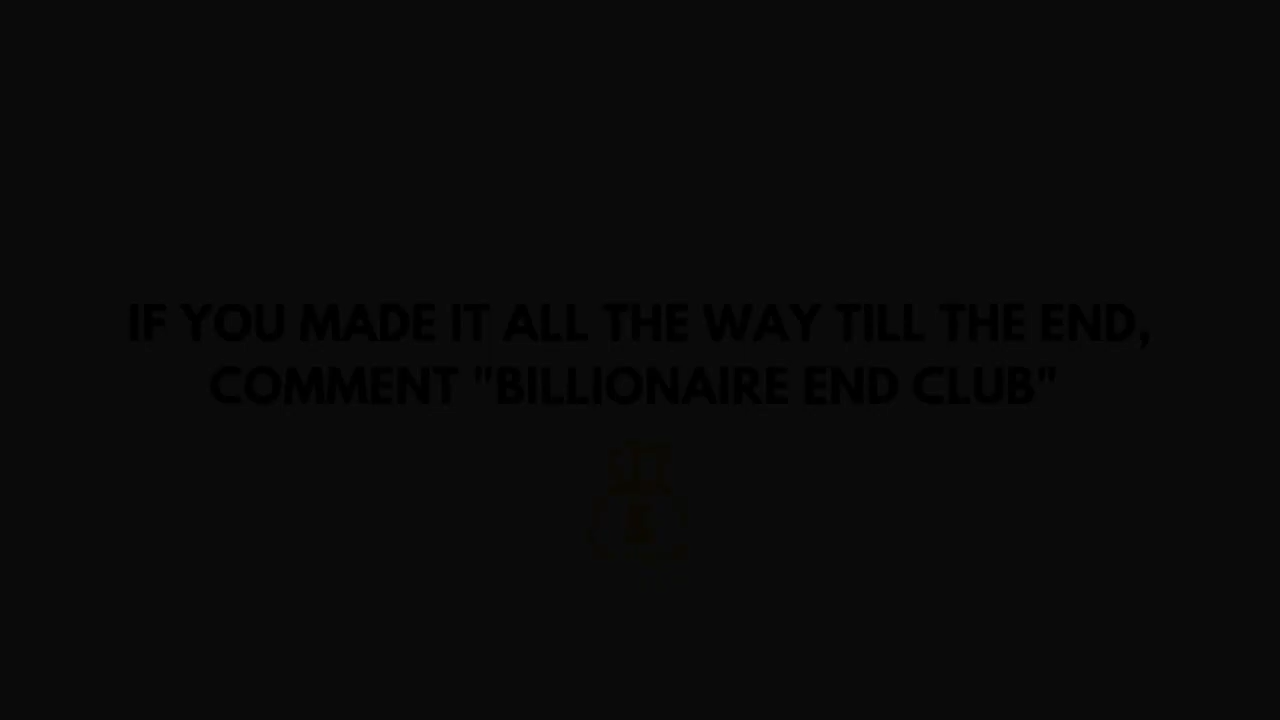 IF YOU MADE IT ALL THE WAY TILL THE END,
COMMENT "BILLIONAIRE END CLUB"